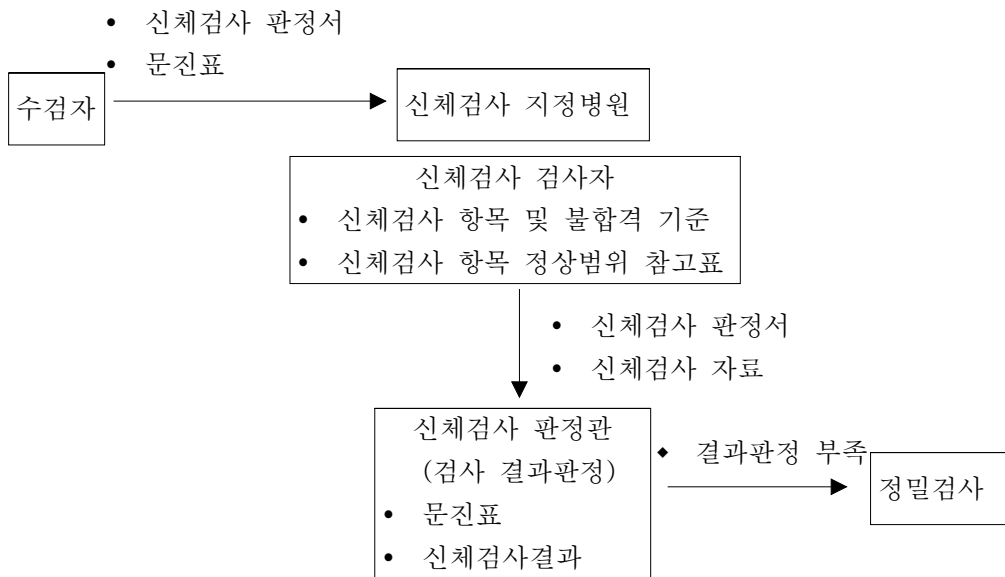 • 신체검사 판정서
• 문진표
수검자
신체검사 지정병원
신체검사 검사자
• 신체검사 항목 및 불합격 기준
• 신체검사 항목 정상범위 참고표
• 신체검사 판정서
• 신체검사 자료
신체검사 판정관
(검사 결과판정)
• 문진표
• 신체검사결과
◆ 결과판정 부족
정밀검사